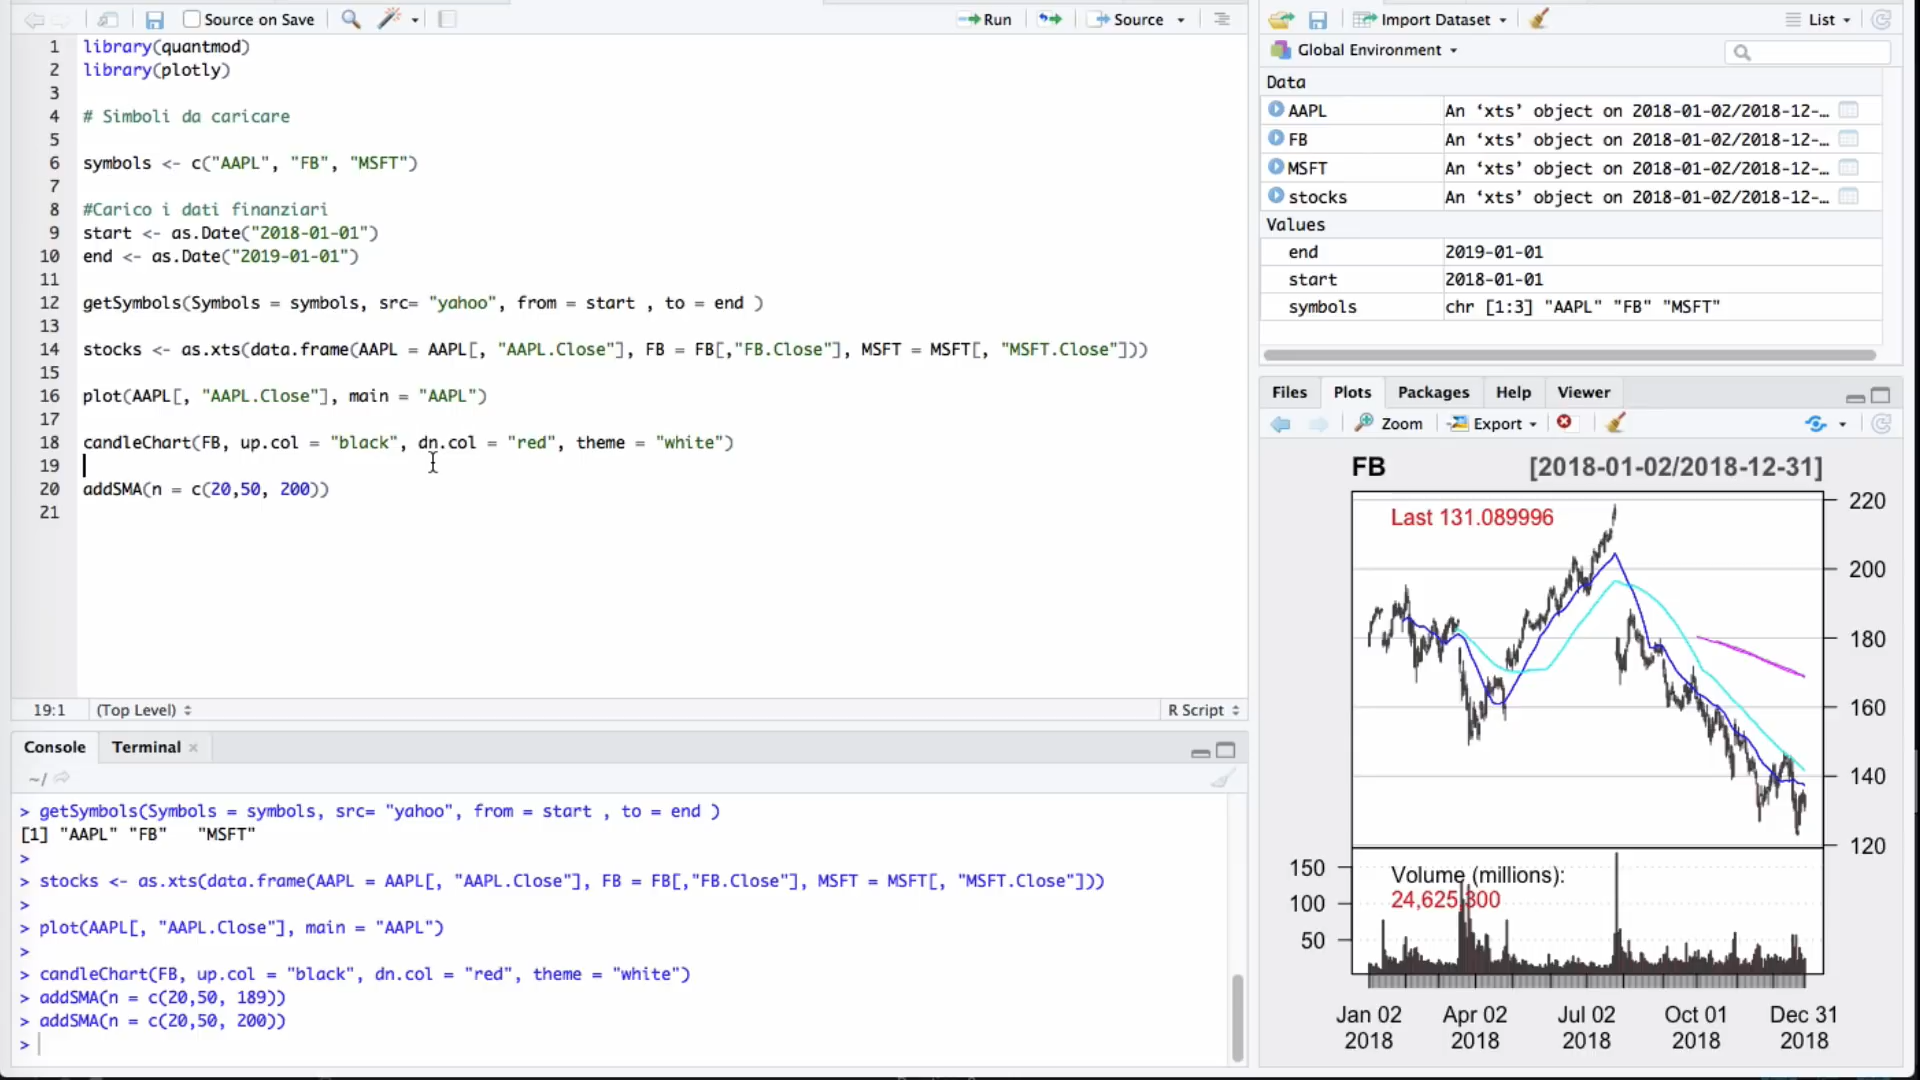 Source on Save
Run
Source
1 library(quantmod)
2 library(plotly)
3
4 # Simboli da caricare
5
6 symbols <- c("AAPL", "FB", "MSFT")
7
8 #Carico i dati finanziari
9 start <- as.Date("2018-01-01")
10 end <- as.Date("2019-01-01")
11
12 getSymbols(Symbols = symbols, src= "yahoo", from = start , to = end )
13
14 stocks <- as.xts(data.frame(AAPL = AAPL[, "AAPL.Close"], FB = FB[,"FB.Close"], MSFT = MSFT[, "MSFT.Close"]))
15
16 plot(AAPL[, "AAPL.Close"], main = "AAPL")
17
18 candleChart(FB, up.col = "black", dn.col = "red", theme = "white")
19
20 addSMA(n = c(20,50, 200))
21
19:1 (Top Level) R Script
Console Terminal
~/
> getSymbols(Symbols = symbols, src= "yahoo", from = start , to = end )
[1] "AAPL" "FB"   "MSFT"
>
> stocks <- as.xts(data.frame(AAPL = AAPL[, "AAPL.Close"], FB = FB[,"FB.Close"], MSFT = MSFT[, "MSFT.Close"]))
>
> plot(AAPL[, "AAPL.Close"], main = "AAPL")
>
> candleChart(FB, up.col = "black", dn.col = "red", theme = "white")
> addSMA(n = c(20,50, 189))
> addSMA(n = c(20,50, 200))
>
Import Dataset List
Global Environment
Data
AAPL An ‘xts’ object on 2018-01-02/2018-12-…
FB An ‘xts’ object on 2018-01-02/2018-12-…
MSFT An ‘xts’ object on 2018-01-02/2018-12-…
stocks An ‘xts’ object on 2018-01-02/2018-12-…
Values
end 2019-01-01
start 2018-01-01
symbols chr [1:3] "AAPL" "FB" "MSFT"
Files Plots Packages Help Viewer
Zoom Export
FB [2018-01-02/2018-12-31]
Last 131.089996
220
200
180
160
140
120
Volume (millions):
24,625,300
150
100
50
Jan 02 Apr 02 Jul 02 Oct 01 Dec 31
2018 2018 2018 2018 2018